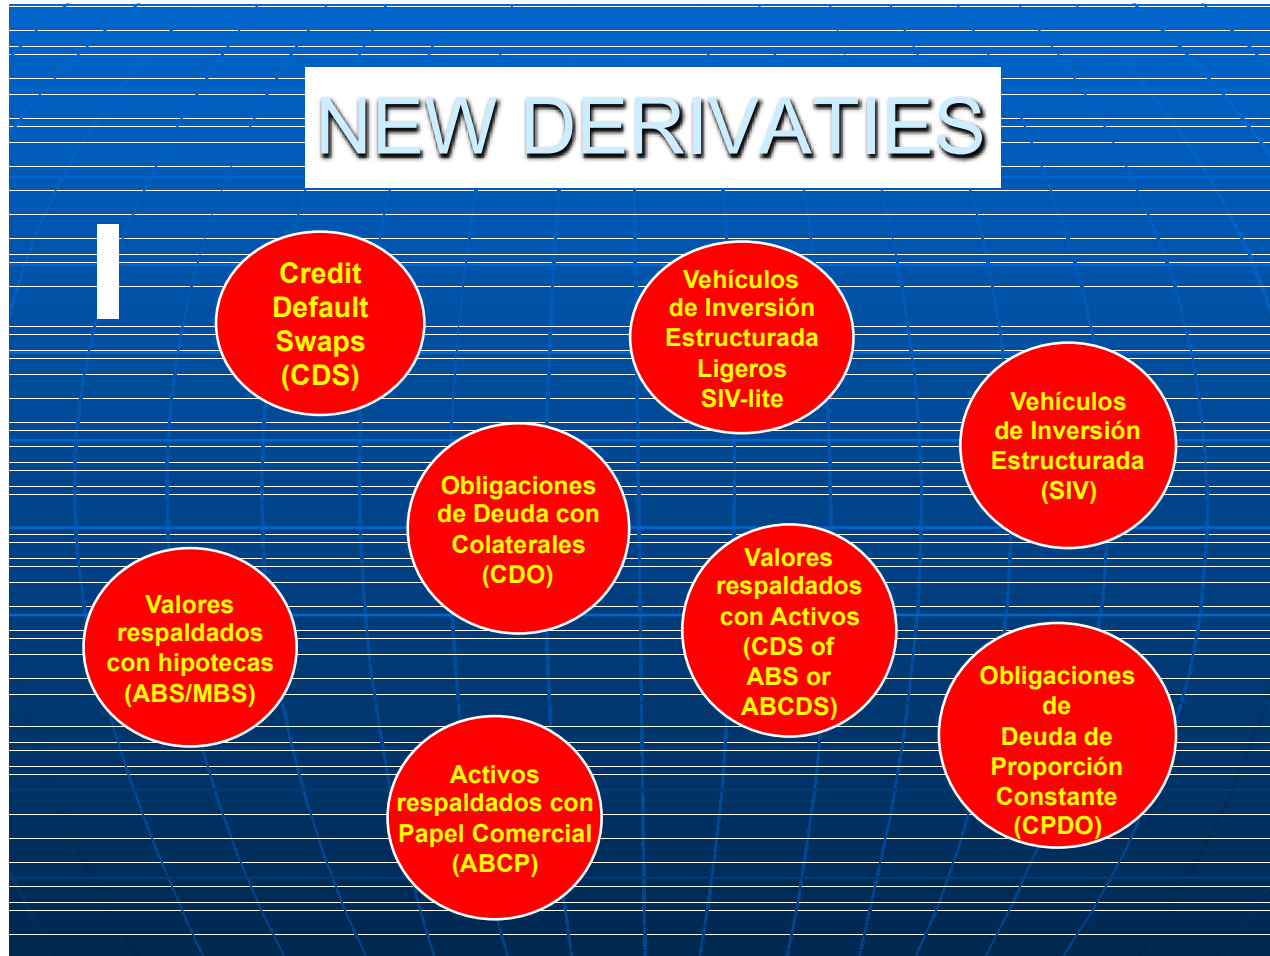 NEW DERIVATIES
Credit
Default
Swaps
(CDS)
Vehículos
de Inversión
Estructurada
Ligeros
SIV-lite
Vehículos
de Inversión
Estructurada
(SIV)
Obligaciones
de Deuda con
Colaterales
(CDO)
Valores
respaldados
con Activos
(CDS of
ABS or
ABCDS)
Valores
respaldados
con hipotecas
(ABS/MBS)
Obligaciones
de
Deuda de
Proporción
Constante
(CPDO)
Activos
respaldados con
Papel Comercial
(ABCP)